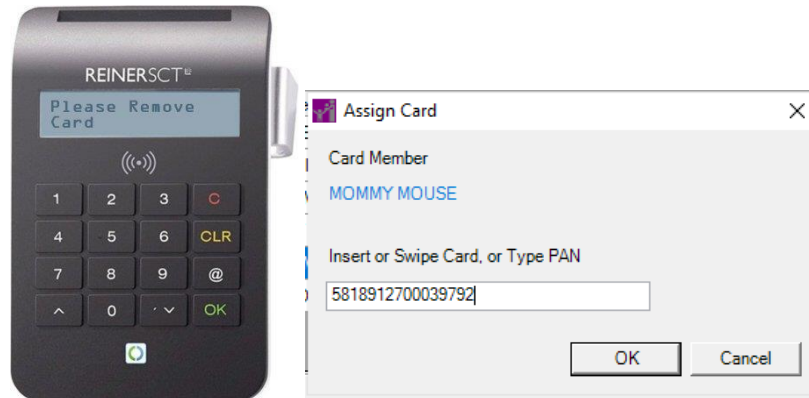 REINERSCT
Please Remove
Card
1 2 3 C
4 5 6 CLR
7 8 9 @
0 OK
Assign Card
Card Member
MOMMY MOUSE
Insert or Swipe Card, or Type PAN
5818912700039792
OK Cancel